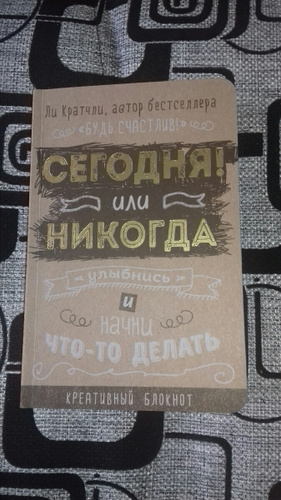 Ли Кратчли, автор бестселлера
«Будь счастлив!»
СЕГОДНЯ!
или
НИКОГДА
улыбнись
и
начни
ЧТО-ТО ДЕЛАТЬ
КРЕАТИВНЫЙ БЛОКНОТ